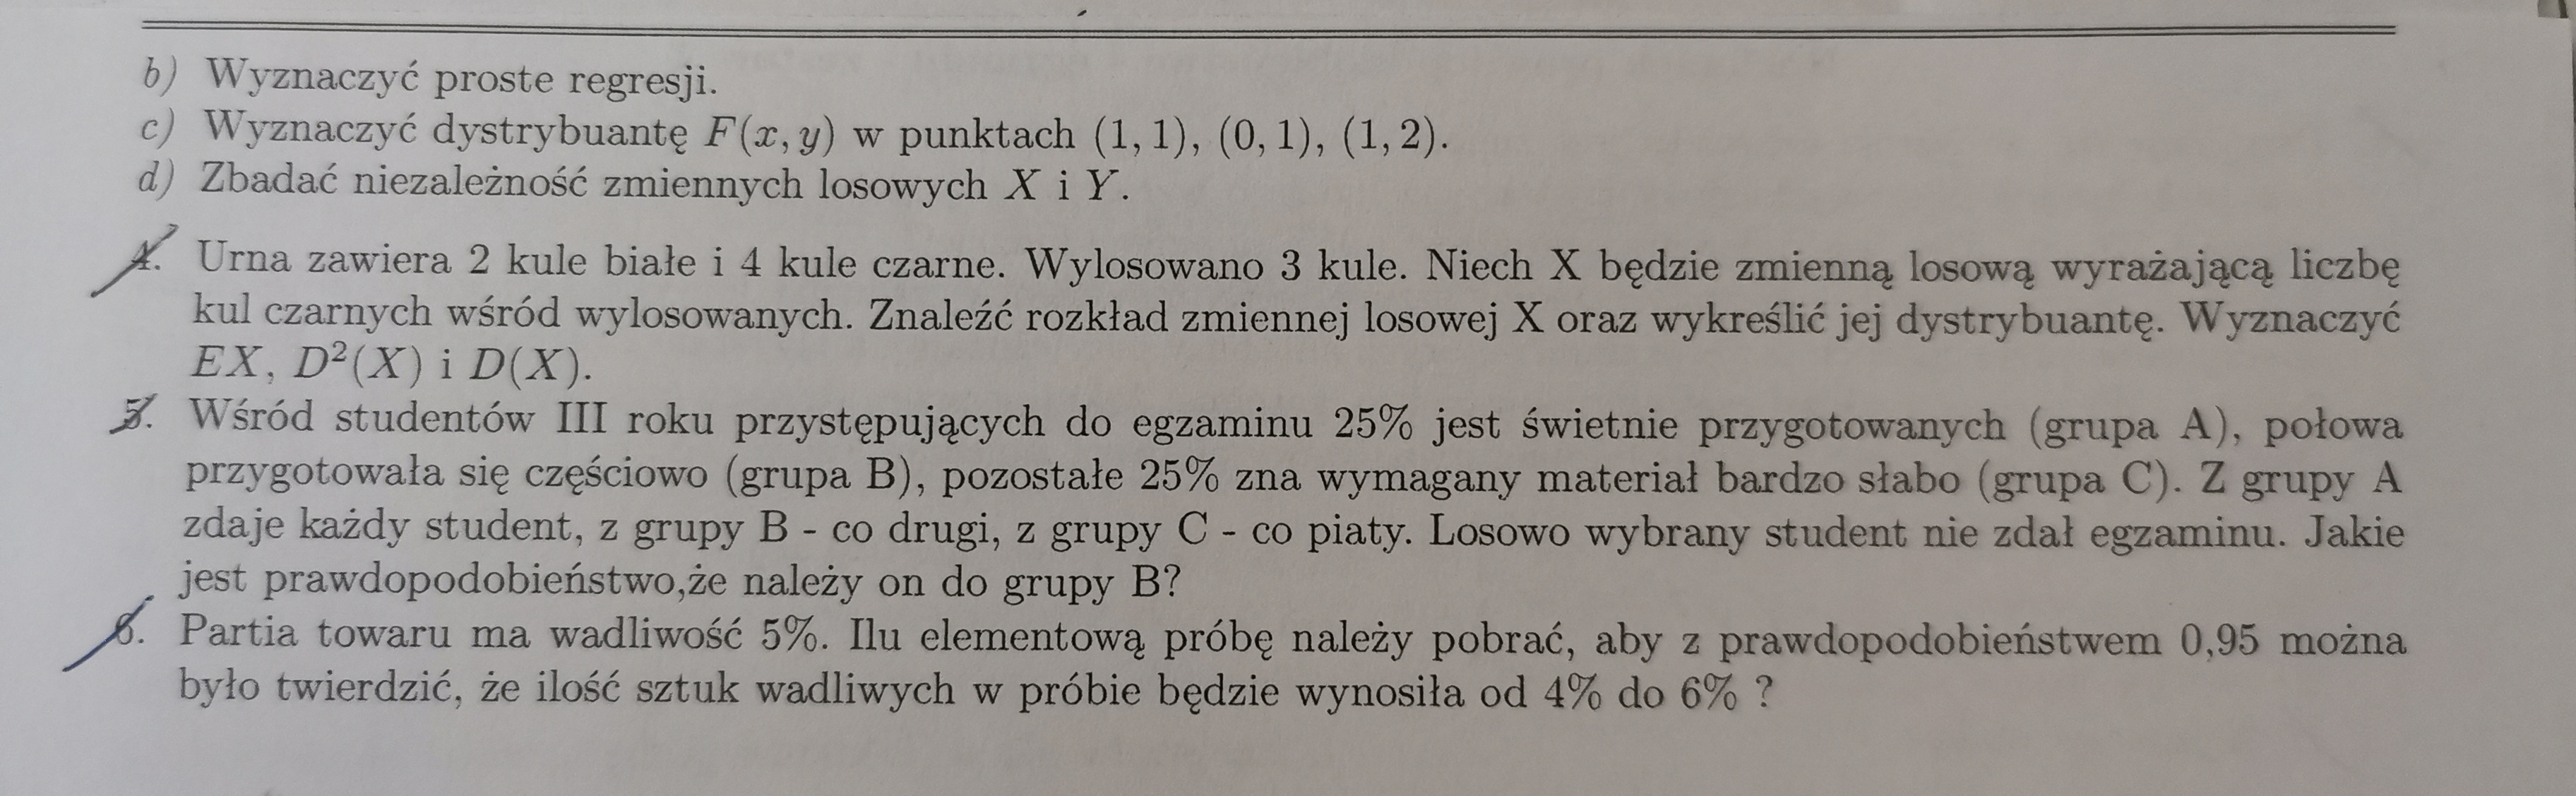 b) Wyznaczyć proste regresji.
c) Wyznaczyć dystrybuantę F(x, y) w punktach (1, 1), (0, 1), (1, 2).
d) Zbadać niezależność zmiennych losowych X i Y.
4. Urna zawiera 2 kule białe i 4 kule czarne. Wylosowano 3 kule. Niech X będzie zmienną losową wyrażającą liczbę
kul czarnych wśród wylosowanych. Znaleźć rozkład zmiennej losowej X oraz wykreślić jej dystrybuantę. Wyznaczyć
EX, D²(X) i D(X).
5. Wśród studentów III roku przystępujących do egzaminu 25% jest świetnie przygotowanych (grupa A), połowa
przygotowała się częściowo (grupa B), pozostałe 25% zna wymagany materiał bardzo słabo (grupa C). Z grupy A
zdaje każdy student, z grupy B - co drugi, z grupy C - co piaty. Losowo wybrany student nie zdał egzaminu. Jakie
jest prawdopodobieństwo,że należy on do grupy B?
6. Partia towaru ma wadliwość 5%. Ilu elementową próbę należy pobrać, aby z prawdopodobieństwem 0,95 można
było twierdzić, że ilość sztuk wadliwych w próbie będzie wynosiła od 4% do 6% ?